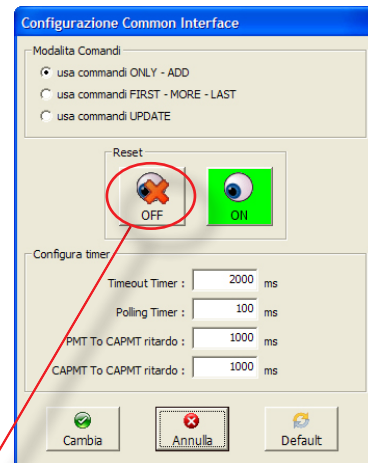 Configurazione Common Interface
Modalita Comandi
usa commandi ONLY - ADD
usa commandi FIRST - MORE - LAST
usa commandi UPDATE
Reset
OFF ON
Configura timer
Timeout Timer : 2000 ms
Polling Timer : 100 ms
PMT To CAPMT ritardo : 1000 ms
CAPMT To CAPMT ritardo : 1000 ms
Cambia Annulla Default